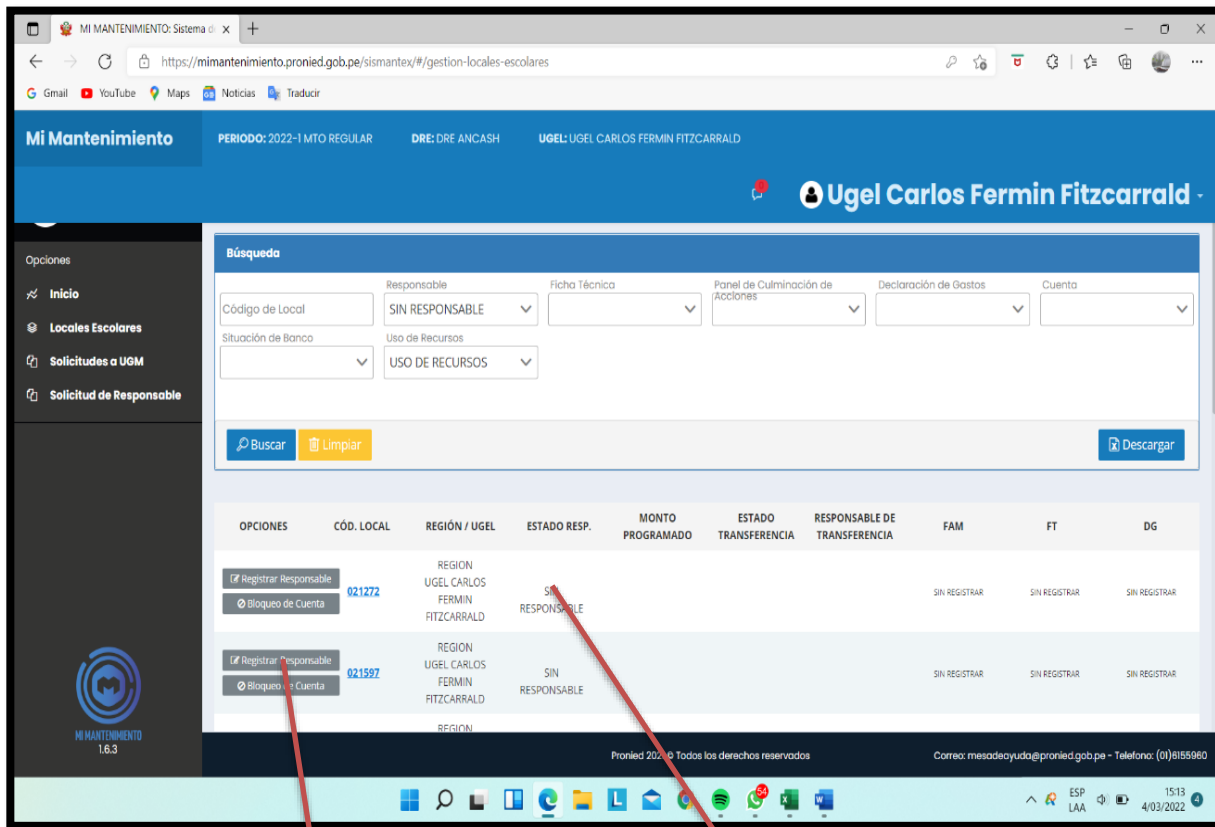 MI MANTENIMIENTO: Sistema d
https://mimantenimiento.pronied.gob.pe/sismantex/#/gestion-locales-escolares
Gmail YouTube Maps Noticias Traducir
Mi Mantenimiento PERIODO: 2022-1 MTO REGULAR DRE: DRE ANCASH UGEL: UGEL CARLOS FERMIN FITZCARRALD
Ugel Carlos Fermin Fitzcarrald
Opciones
Inicio
Locales Escolares
Solicitudes a UGM
Solicitud de Responsable
Búsqueda
Código de Local
Responsable
SIN RESPONSABLE
Ficha Técnica
Panel de Culminación de
Acciones
Declaración de Gastos
Cuenta
Situación de Banco
Uso de Recursos
USO DE RECURSOS
Buscar Limpiar Descargar
OPCIONES CÓD. LOCAL REGIÓN / UGEL ESTADO RESP. MONTO PROGRAMADO ESTADO TRANSFERENCIA RESPONSABLE DE TRANSFERENCIA FAM FT DG
Registrar Responsable
Bloqueo de Cuenta
021272
REGION
UGEL CARLOS
FERMIN
FITZCARRALD
SIN
RESPONSABLE
SIN REGISTRAR SIN REGISTRAR SIN REGISTRAR
Registrar Responsable
Bloqueo de Cuenta
021597
REGION
UGEL CARLOS
FERMIN
FITZCARRALD
SIN
RESPONSABLE
SIN REGISTRAR SIN REGISTRAR SIN REGISTRAR
REGION
MI MANTENIMIENTO
1.6.3
Pronied © Todos los derechos reservados
Correo: mesadeayuda@pronied.gob.pe - Telefono: (01)6155960
54
ESP
LAA
15:13
4/03/2022
4